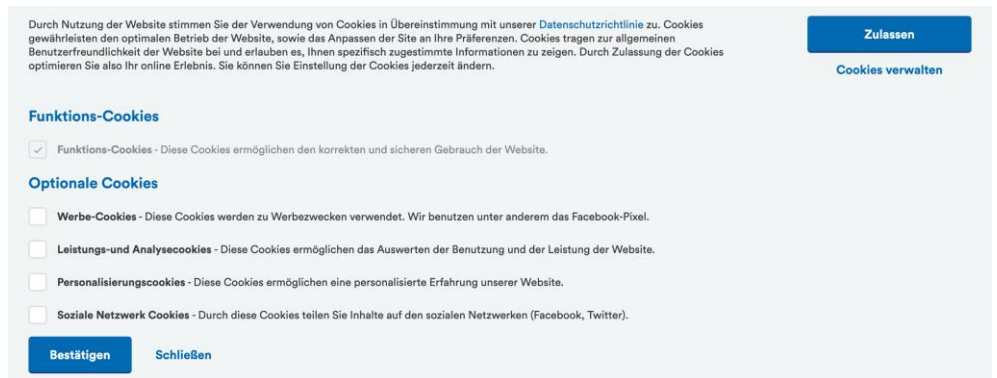 Durch Nutzung der Website stimmen Sie der Verwendung von Cookies in Übereinstimmung mit unserer Datenschutzrichtlinie zu. Cookies
gewährleisten den optimalen Betrieb der Website, sowie das Anpassen der Site an Ihre Präferenzen. Cookies tragen zur allgemeinen
Benutzerfreundlichkeit der Website bei und erlauben es, Ihnen spezifisch zugestimmte Informationen zu zeigen. Durch Zulassung der Cookies
optimieren Sie also Ihr online Erlebnis. Sie können Sie Einstellung der Cookies jederzeit ändern.
Zulassen
Cookies verwalten
Funktions-Cookies
Funktions-Cookies - Diese Cookies ermöglichen den korrekten und sicheren Gebrauch der Website.
Optionale Cookies
Werbe-Cookies - Diese Cookies werden zu Werbezwecken verwendet. Wir benutzen unter anderem das Facebook-Pixel.
Leistungs-und Analysecookies - Diese Cookies ermöglichen das Auswerten der Benutzung und der Leistung der Website.
Personalisierungscookies - Diese Cookies ermöglichen eine personalisierte Erfahrung unserer Website.
Soziale Netzwerk Cookies - Durch diese Cookies teilen Sie Inhalte auf den sozialen Netzwerken (Facebook, Twitter).
Bestätigen
Schließen